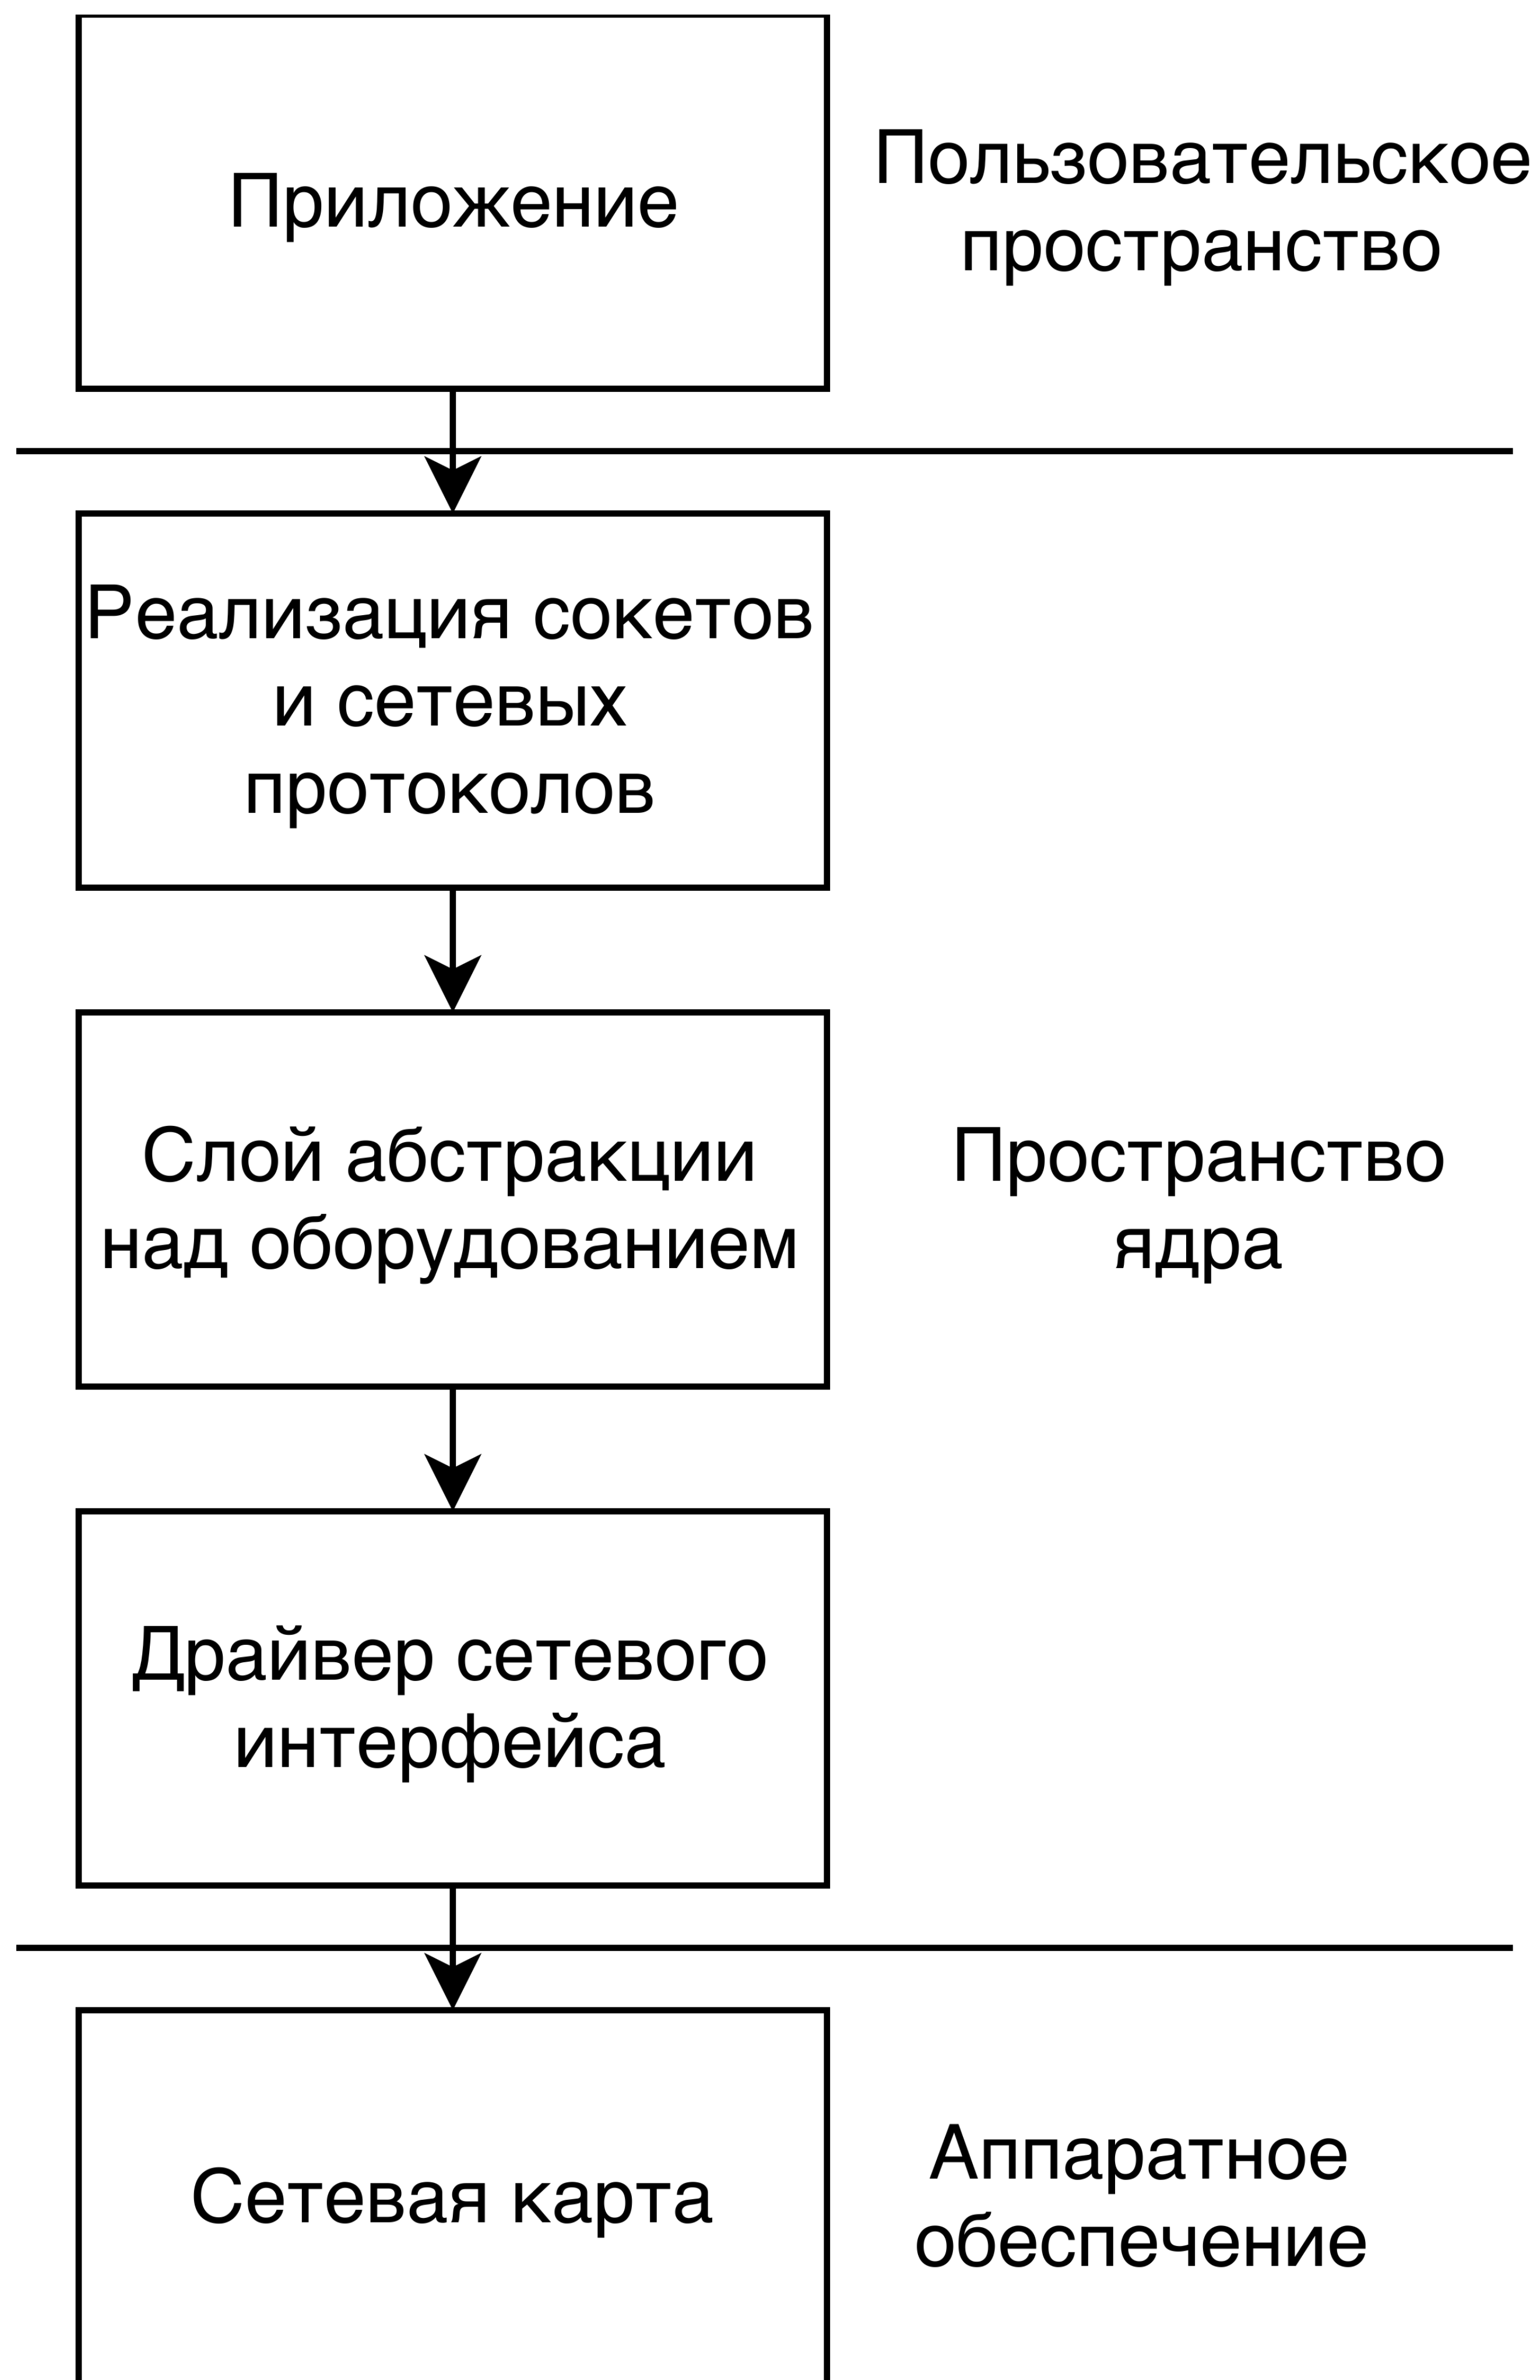 Приложение
Пользовательское
пространство
Реализация сокетов
и сетевых
протоколов
Слой абстракции
над оборудованием
Пространство
ядра
Драйвер сетевого
интерфейса
Сетевая карта
Аппаратное
обеспечение